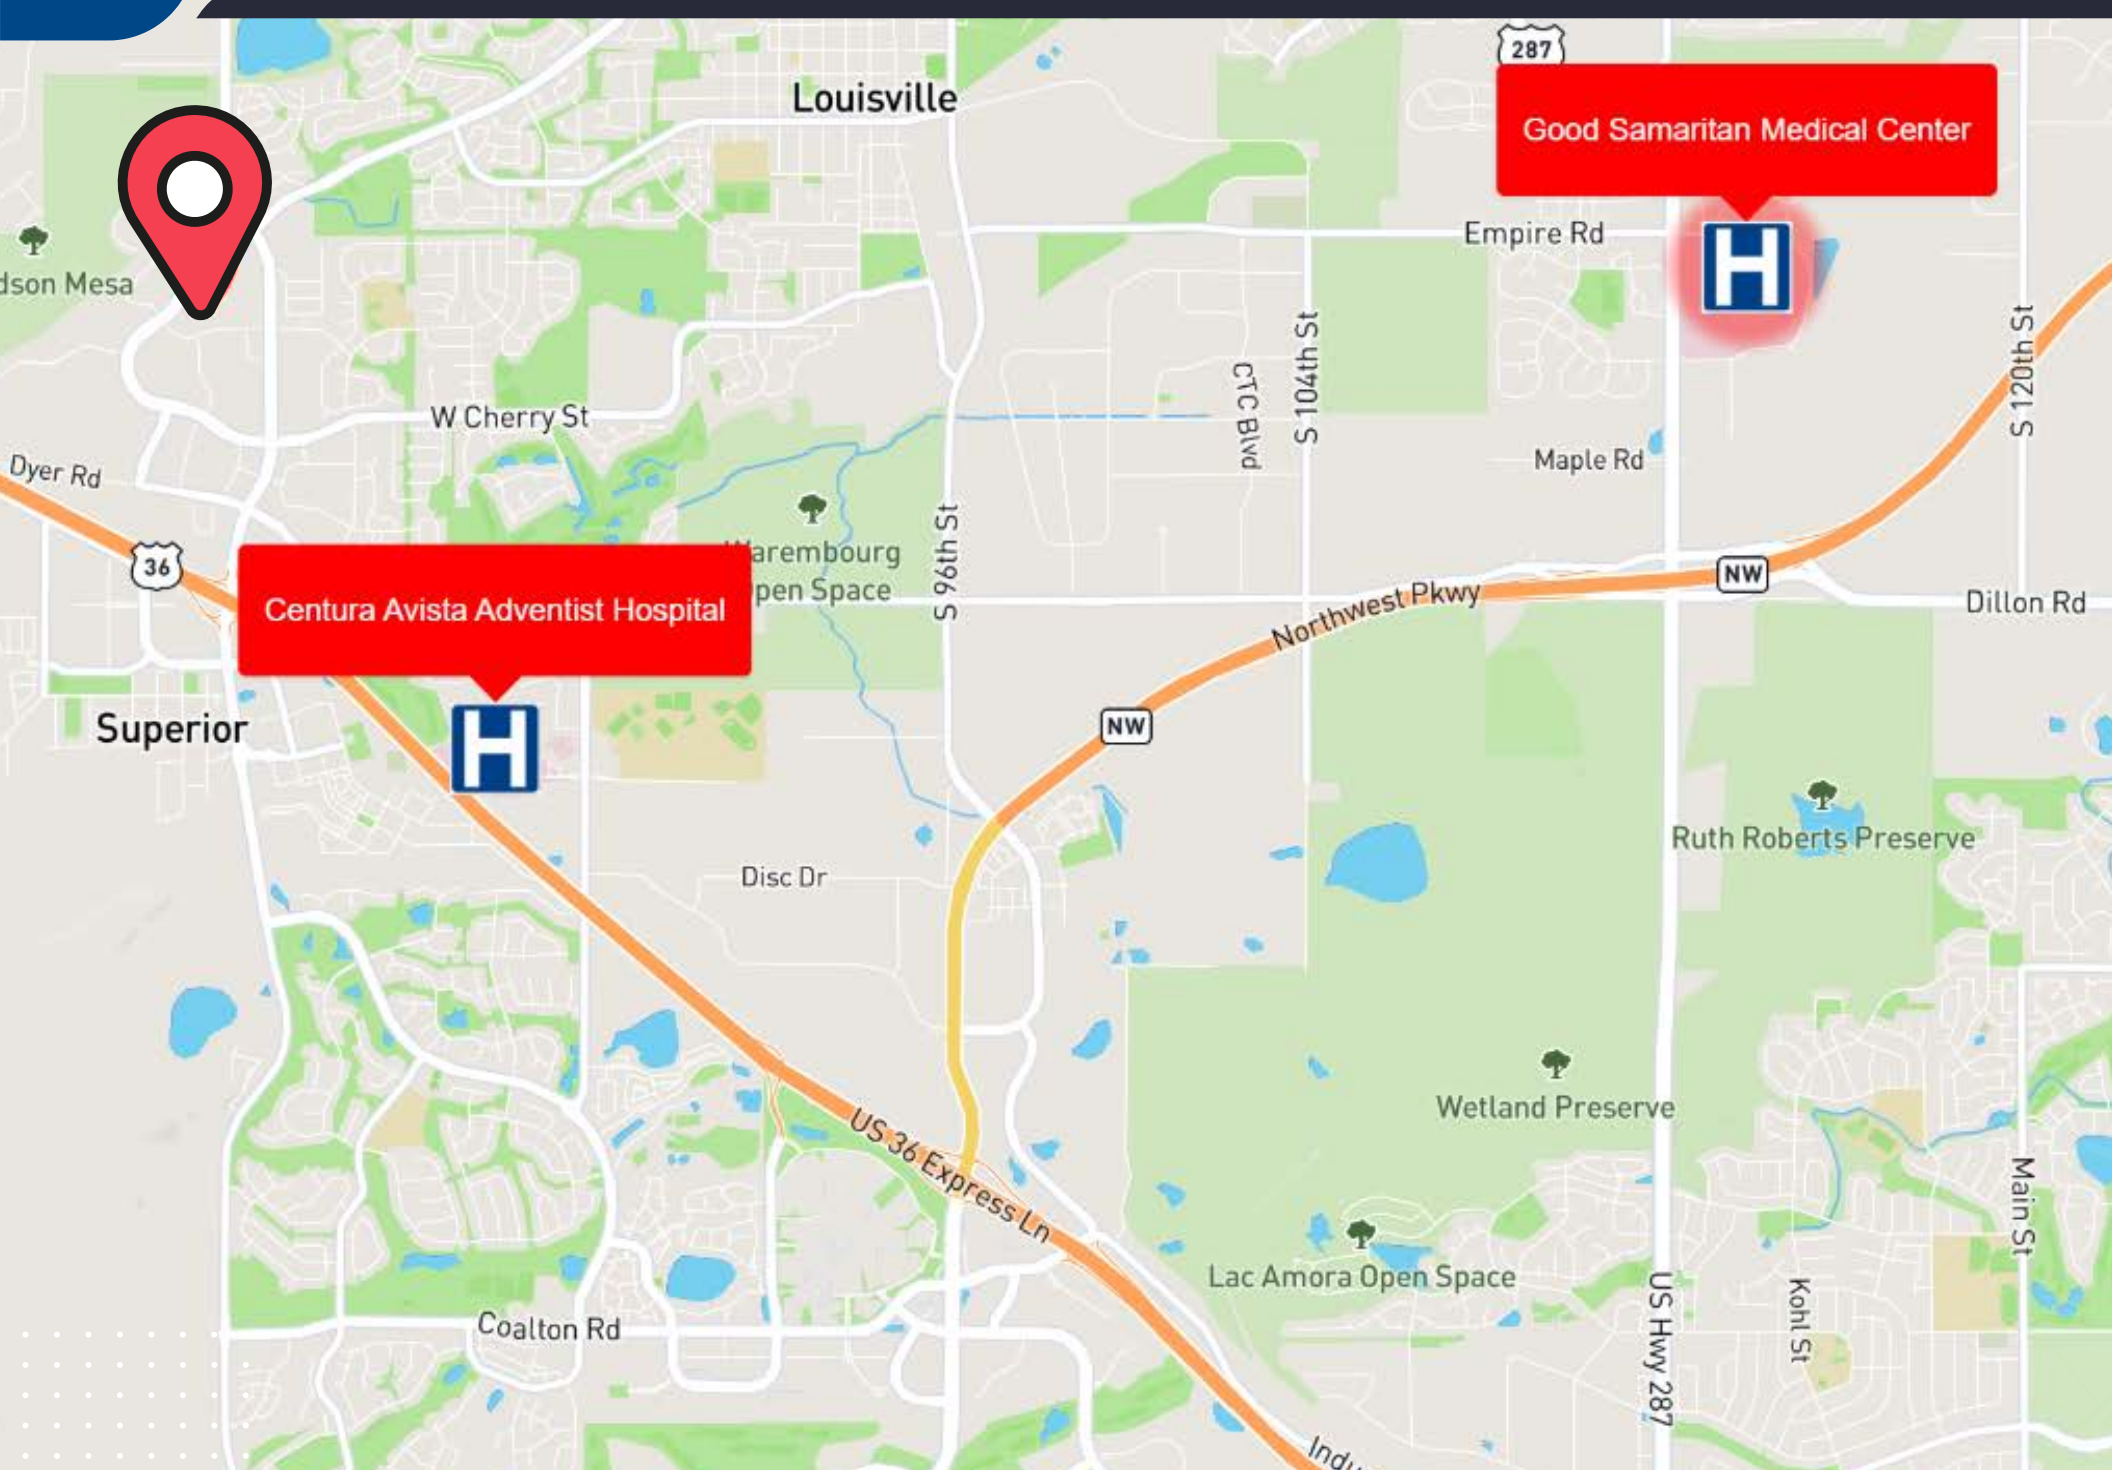 287
Louisville
Good Samaritan Medical Center
Empire Rd
dson Mesa
S 120th St
S 104th St
CTC Blvd
W Cherry St
Maple Rd
Dyer Rd
S 96th St
36
arembourg
pen Space
NW
Centura Avista Adventist Hospital
Northwest Pkwy
Dillon Rd
Superior
NW
Ruth Roberts Preserve
Disc Dr
Wetland Preserve
US 36 Express Ln
Main St
Lac Amora Open Space
US Hwy 287
Kohl St
Coalton Rd
Indu